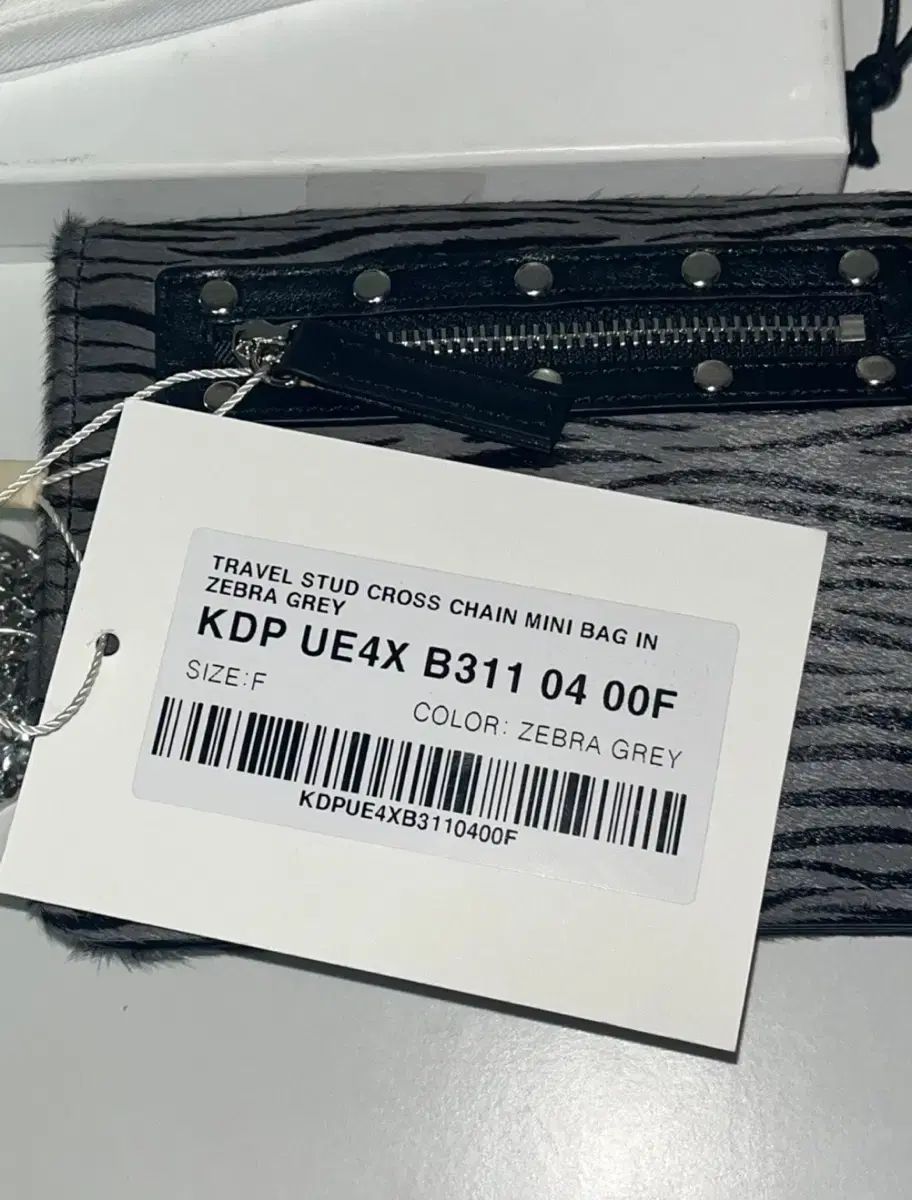 TRAVEL STUD CROSS CHAIN MINI BAG IN
ZEBRA GREY
KDP UE4X B311 04 00F
SIZE:F
COLOR: ZEBRA GREY
KDPUE4XB3110400F